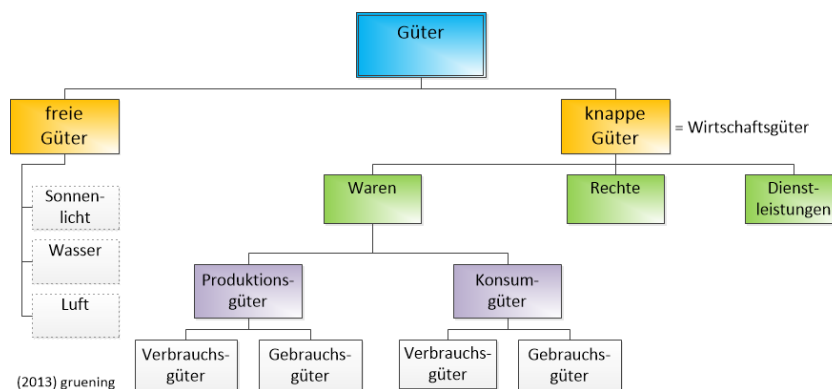 Güter
freie
Güter
knappe
Güter
= Wirtschaftsgüter
Sonnen-
licht
Wasser
Luft
Waren
Rechte
Dienst-
leistungen
Produktions-
güter
Konsum-
güter
Verbrauchs-
güter
Gebrauchs-
güter
Verbrauchs-
güter
Gebrauchs-
güter
(2013) gruening